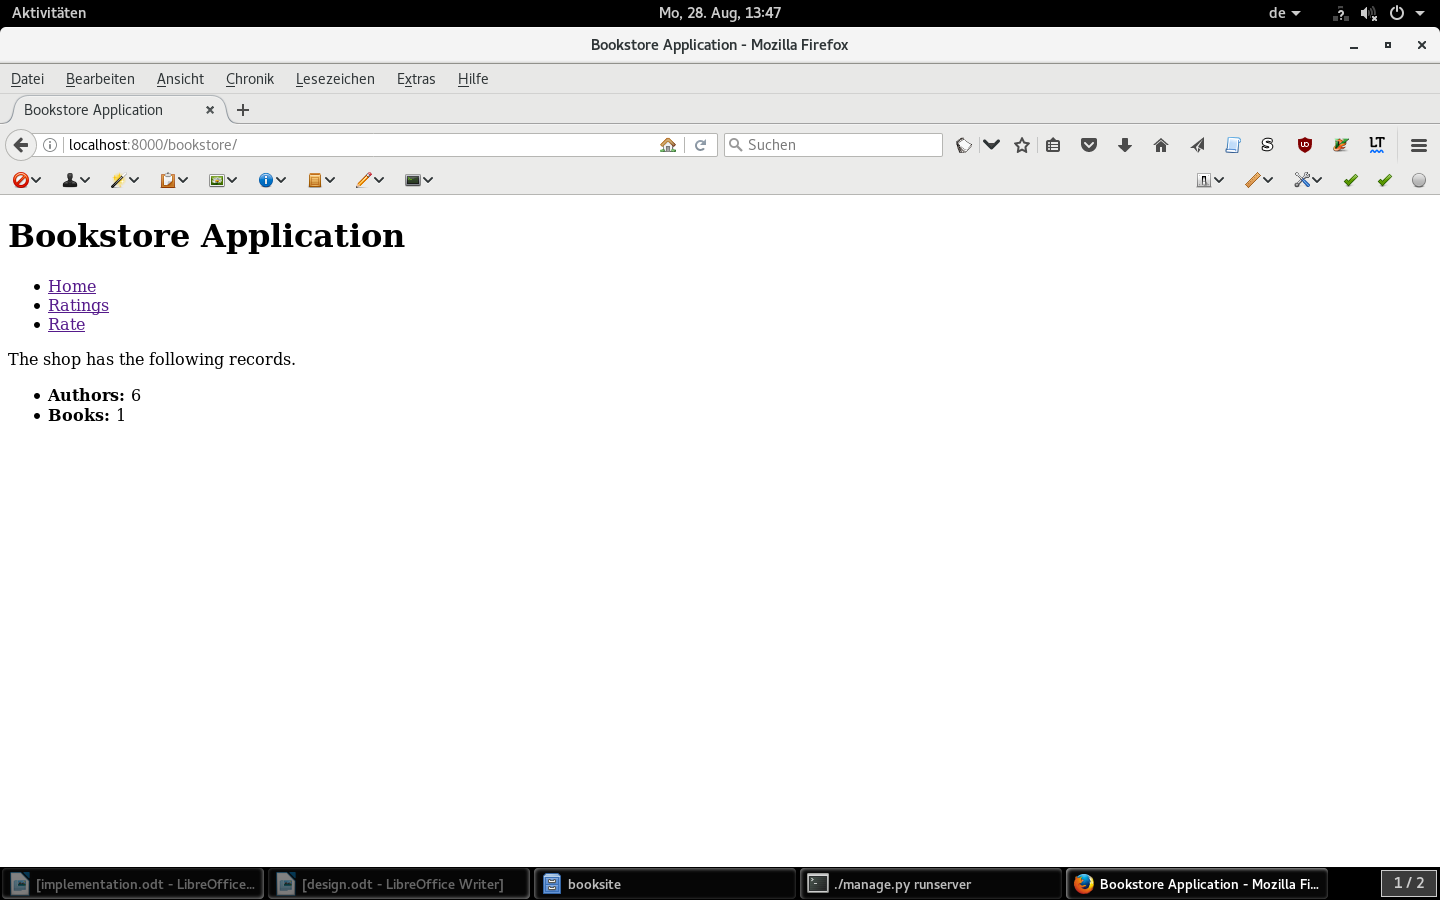 Aktivitäten
Mo, 28. Aug, 13:47
de
Bookstore Application - Mozilla Firefox
Datei Bearbeiten Ansicht Chronik Lesezeichen Extras Hilfe
Bookstore Application
localhost:8000/bookstore/
Suchen
S
LT
Bookstore Application
• Home
• Ratings
• Rate
The shop has the following records.
• Authors: 6
• Books: 1
[implementation.odt - LibreOffice...
[design.odt - LibreOffice Writer]
booksite
./manage.py runserver
Bookstore Application - Mozilla Fi...
1 / 2